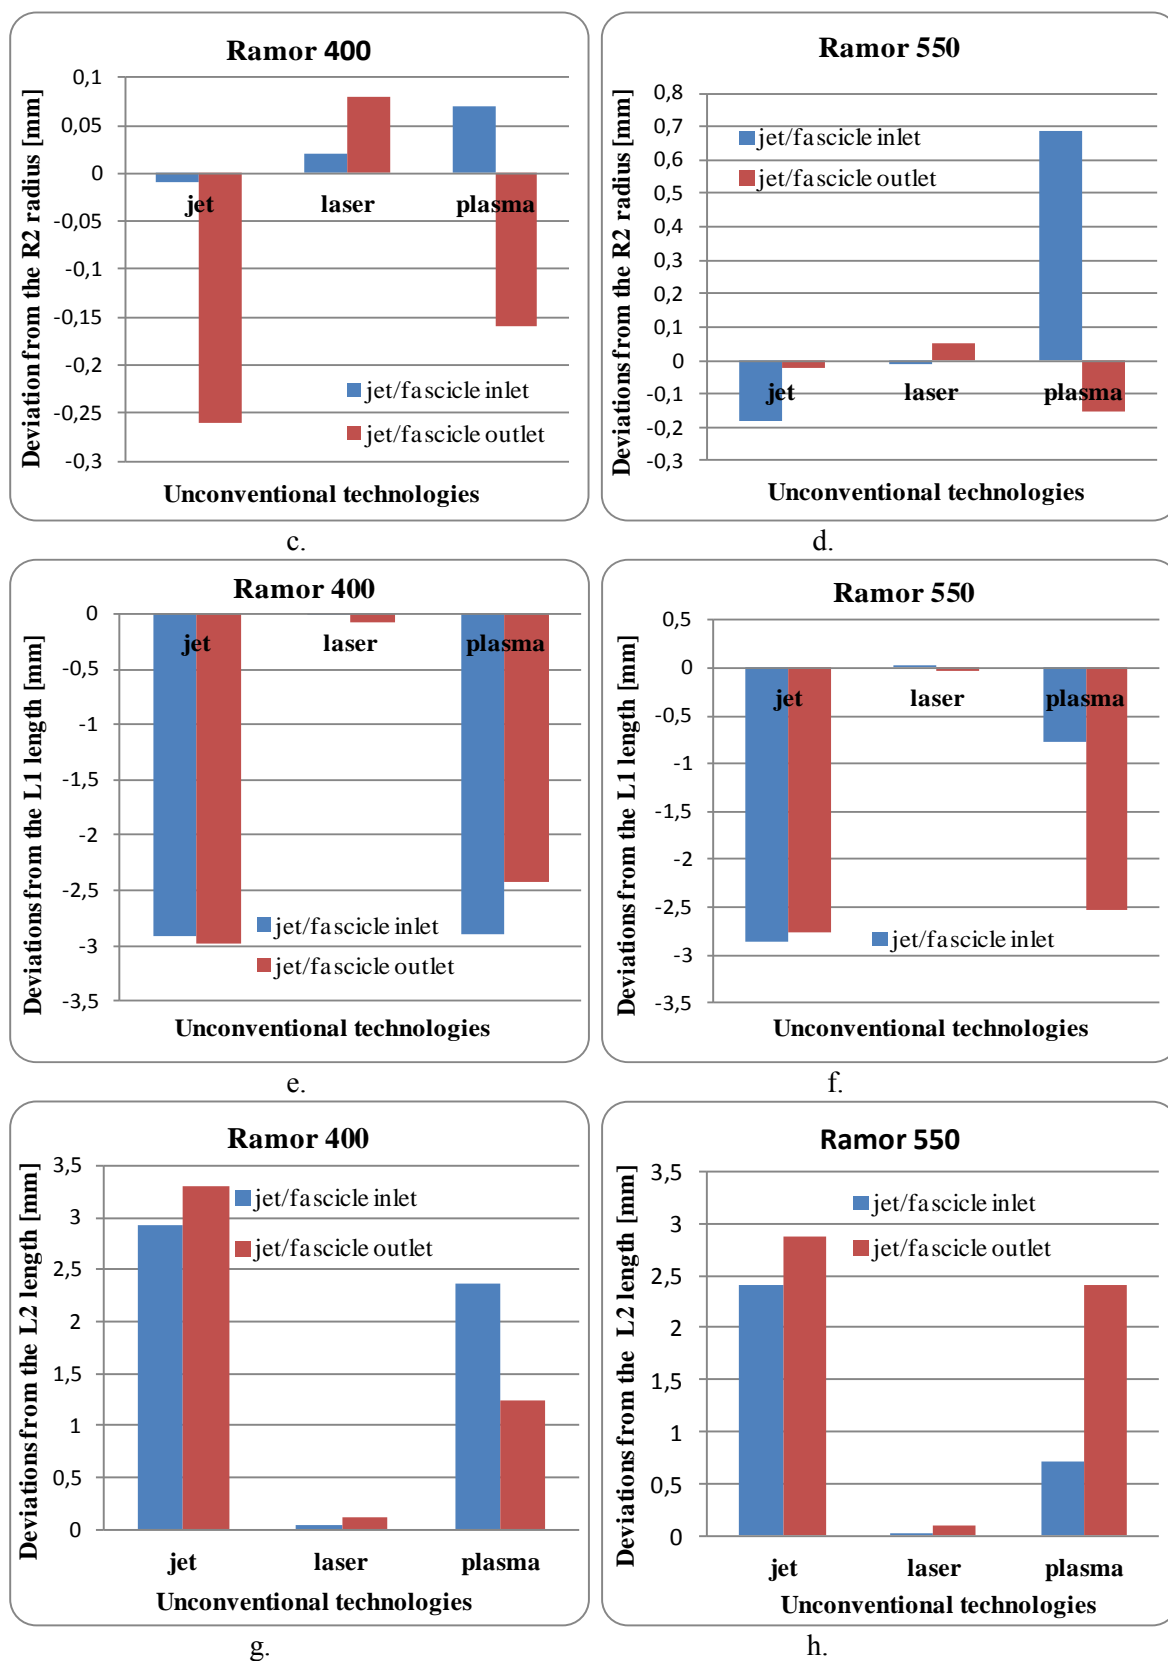 Ramor 400
Deviation from the R2 radius [mm]
0,1
0,05
0
-0,05
-0,1
-0,15
-0,2
-0,25
-0,3
jet
laser
plasma
jet/fascicle inlet
jet/fascicle outlet
Unconventional technologies
c.
Ramor 550
Deviations from the R2 radius [mm]
0,8
0,7
0,6
0,5
0,4
0,3
0,2
0,1
0
-0,1
-0,2
-0,3
jet/fascicle inlet
jet/fascicle outlet
jet
laser
plasma
Unconventional technologies
d.
Ramor 400
Deviations from the L1 length [mm]
0
-0,5
-1
-1,5
-2
-2,5
-3
-3,5
jet
laser
plasma
jet/fascicle inlet
jet/fascicle outlet
Unconventional technologies
e.
Ramor 550
Deviations from the L1 length [mm]
0,5
0
-0,5
-1
-1,5
-2
-2,5
-3
-3,5
jet
laser
plasma
jet/fascicle inlet
Unconventional technologies
f.
Ramor 400
Deviations from the L2 length [mm]
3,5
3
2,5
2
1,5
1
0,5
0
jet/fascicle inlet
jet/fascicle outlet
jet
laser
plasma
Unconventional technologies
g.
Ramor 550
Deviations from the L2 length [mm]
3,5
3
2,5
2
1,5
1
0,5
0
jet/fascicle inlet
jet/fascicle outlet
jet
laser
plasma
Unconventional technologies
h.